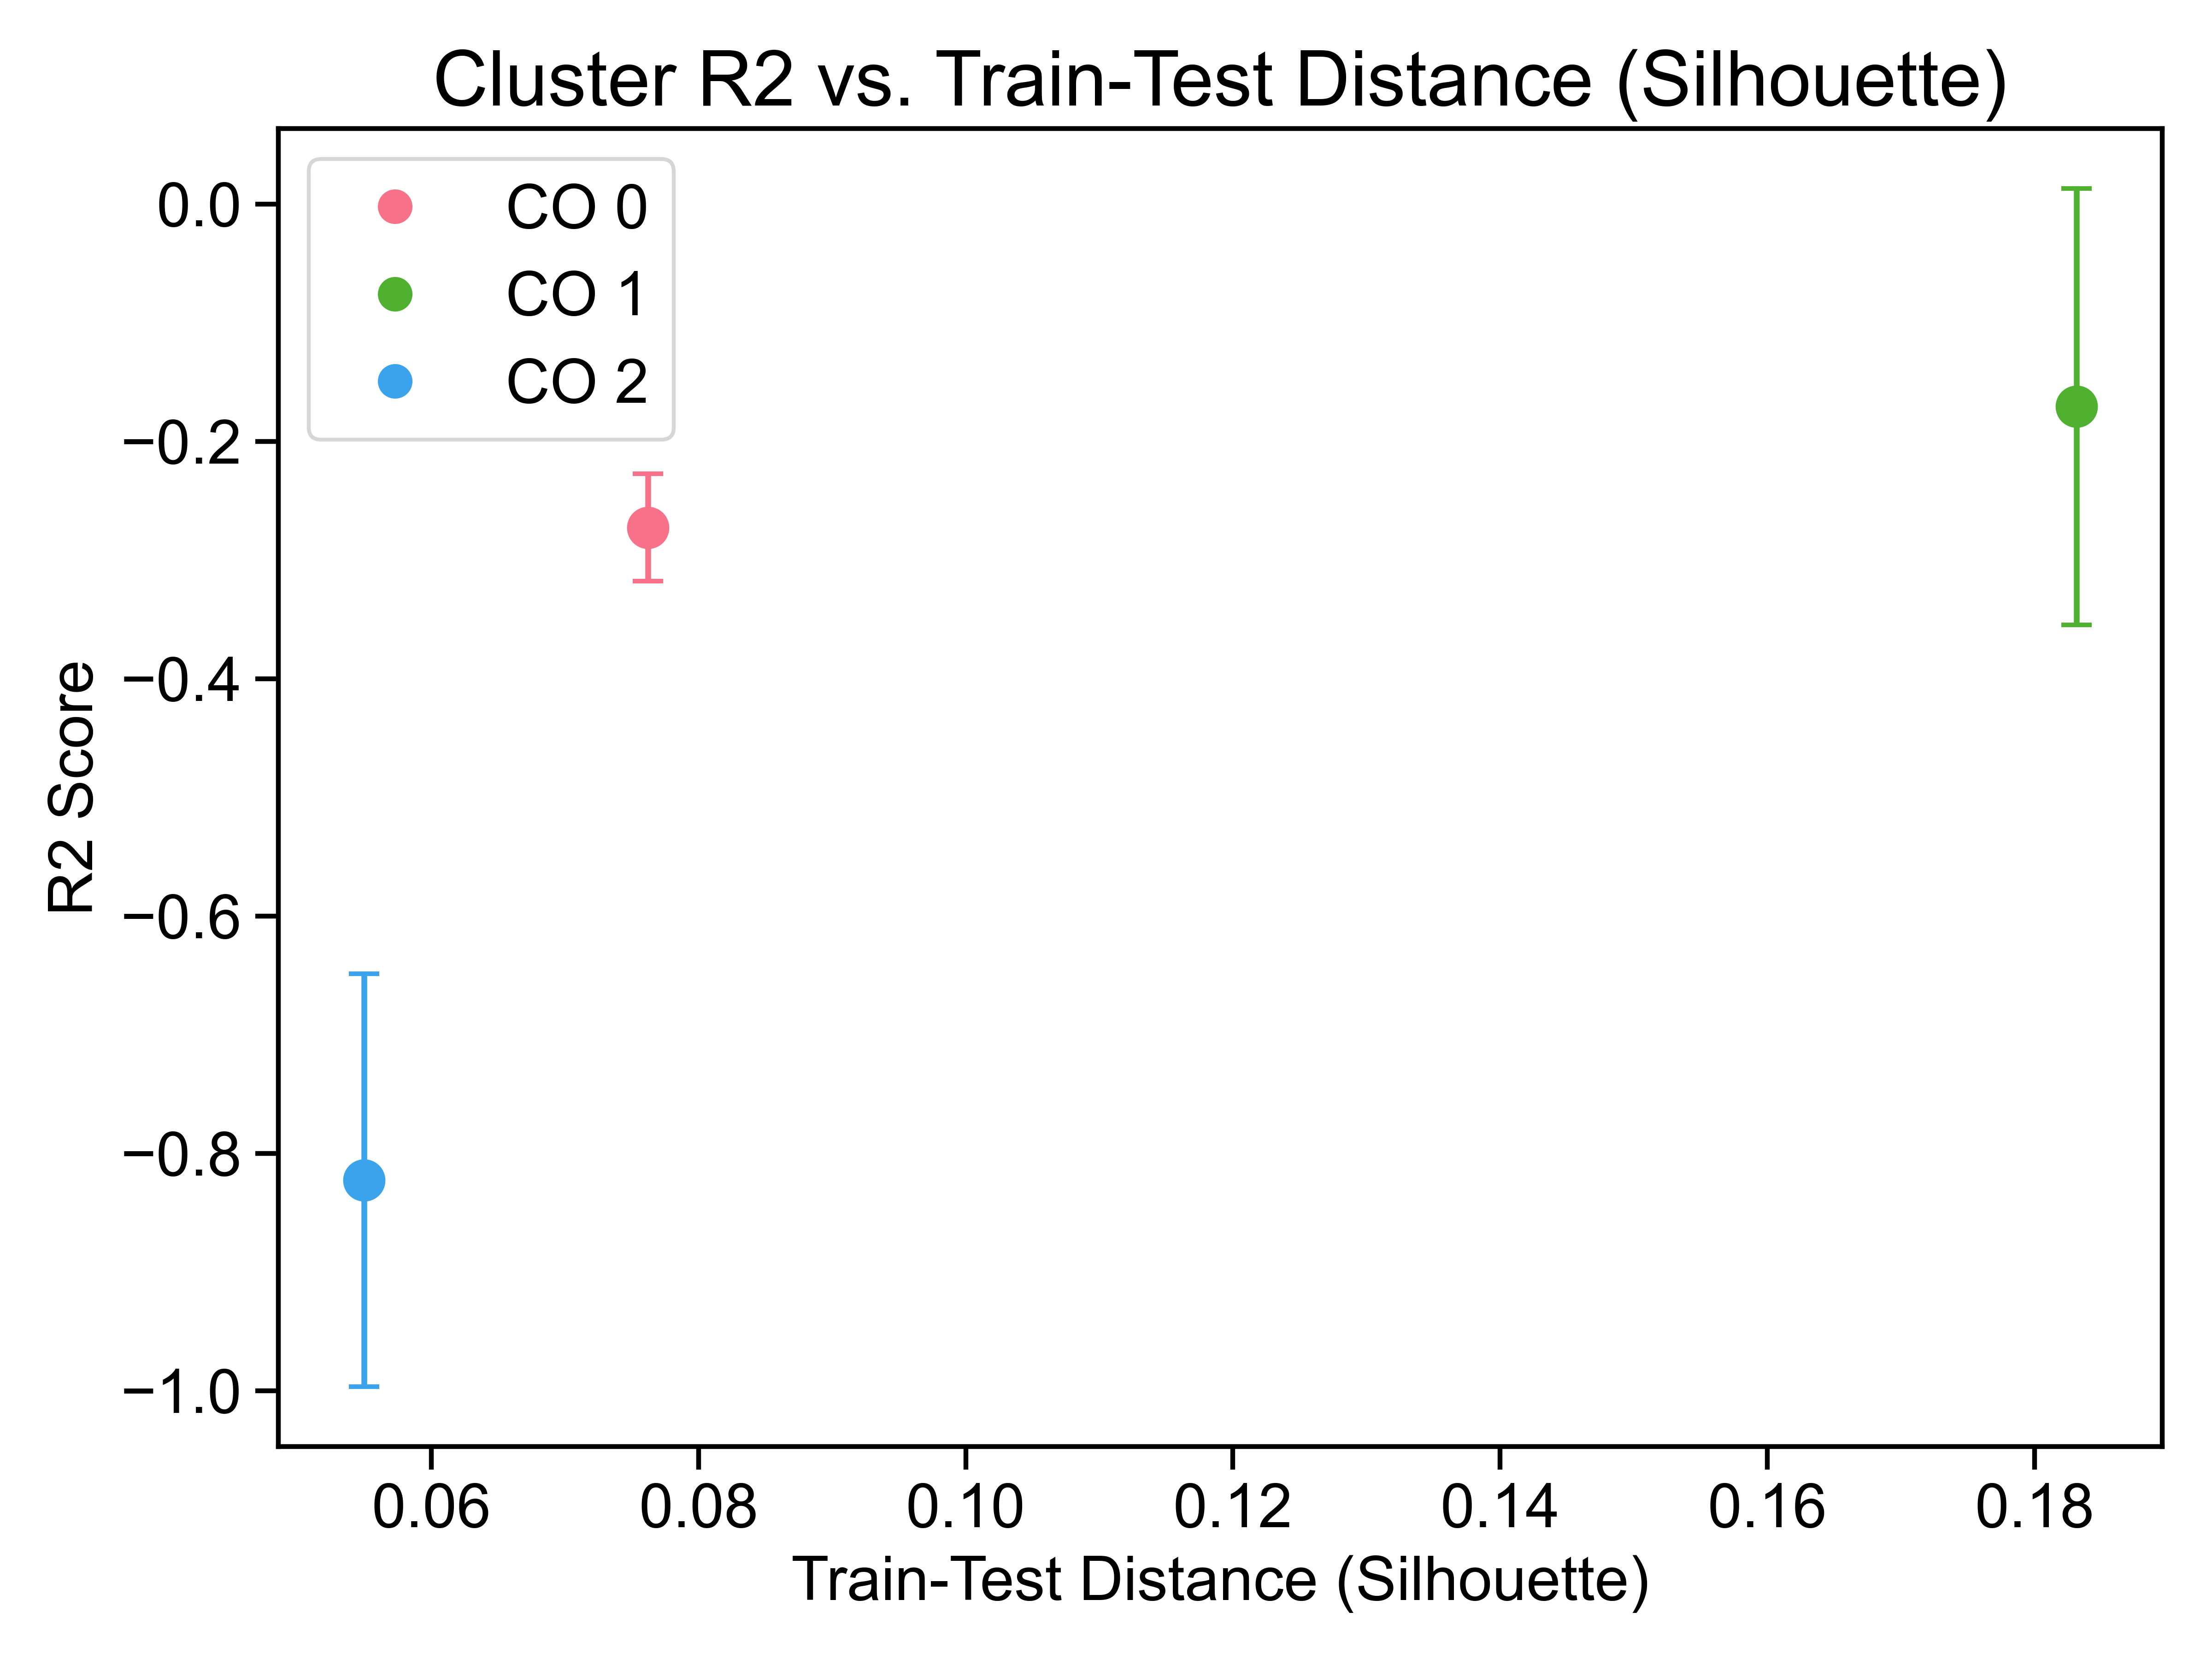 Cluster R2 vs. Train-Test Distance (Silhouette)
CO 0
CO 1
CO 2
R2 Score
0.0
−0.2
−0.4
−0.6
−0.8
−1.0
0.06 0.08 0.10 0.12 0.14 0.16 0.18
Train-Test Distance (Silhouette)